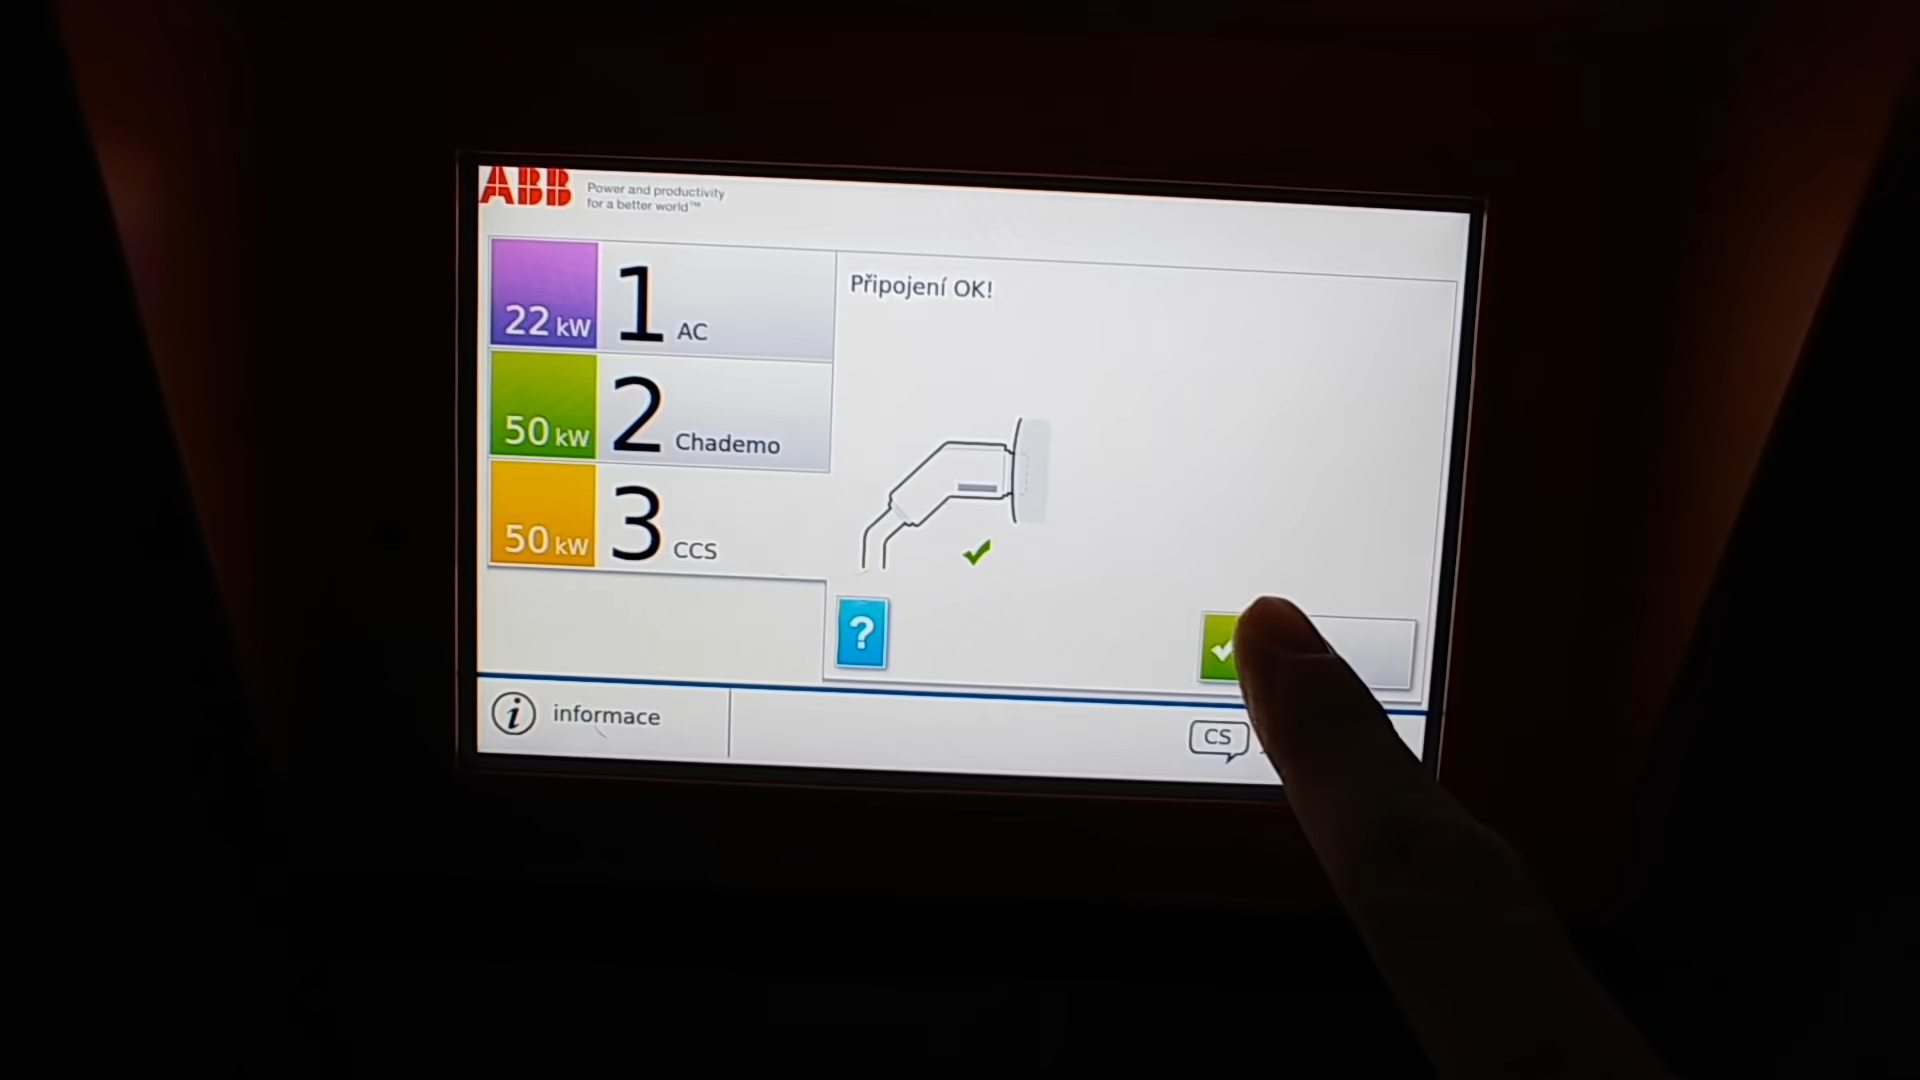 ABB
Power and productivity
for a better world™
22 kW
1 AC
50 kW
2 Chademo
50 kW
3 CCS
Připojení OK!
?
i informace
CS